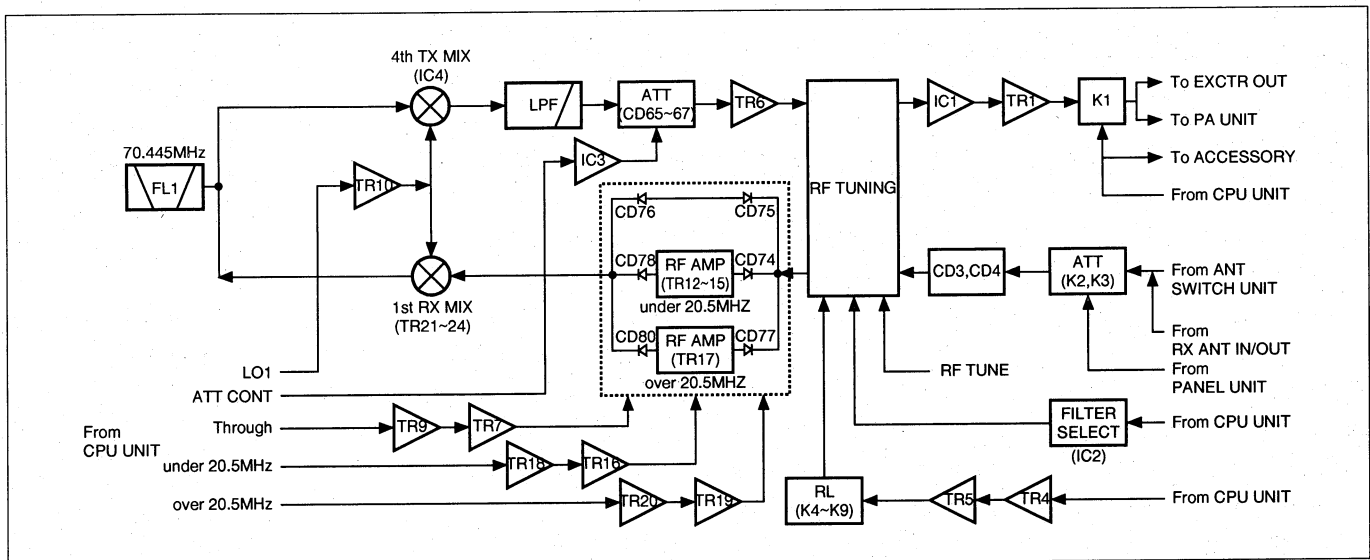 4th TX MIX
(IC4)
LPF
ATT
(CD65~67)
TR6
RF TUNING
IC1
TR1
K1
To EXCTR OUT
To PA UNIT
To ACCESSORY
From CPU UNIT
70.445MHz
FL1
TR10
IC3
CD76
CD75
CD78
RF AMP
(TR12~15)
CD74
under 20.5MHZ
CD80
RF AMP
(TR17)
CD77
over 20.5MHZ
1st RX MIX
(TR21~24)
CD3,CD4
ATT
(K2,K3)
From ANT
SWITCH UNIT
From
RX ANT IN/OUT
From
PANEL UNIT
RF TUNE
LO1
ATT CONT
From
CPU UNIT
Through
TR9
TR7
under 20.5MHz
TR18
TR16
over 20.5MHz
TR20
TR19
FILTER
SELECT
(IC2)
From CPU UNIT
RL
(K4~K9)
TR5
TR4
From CPU UNIT